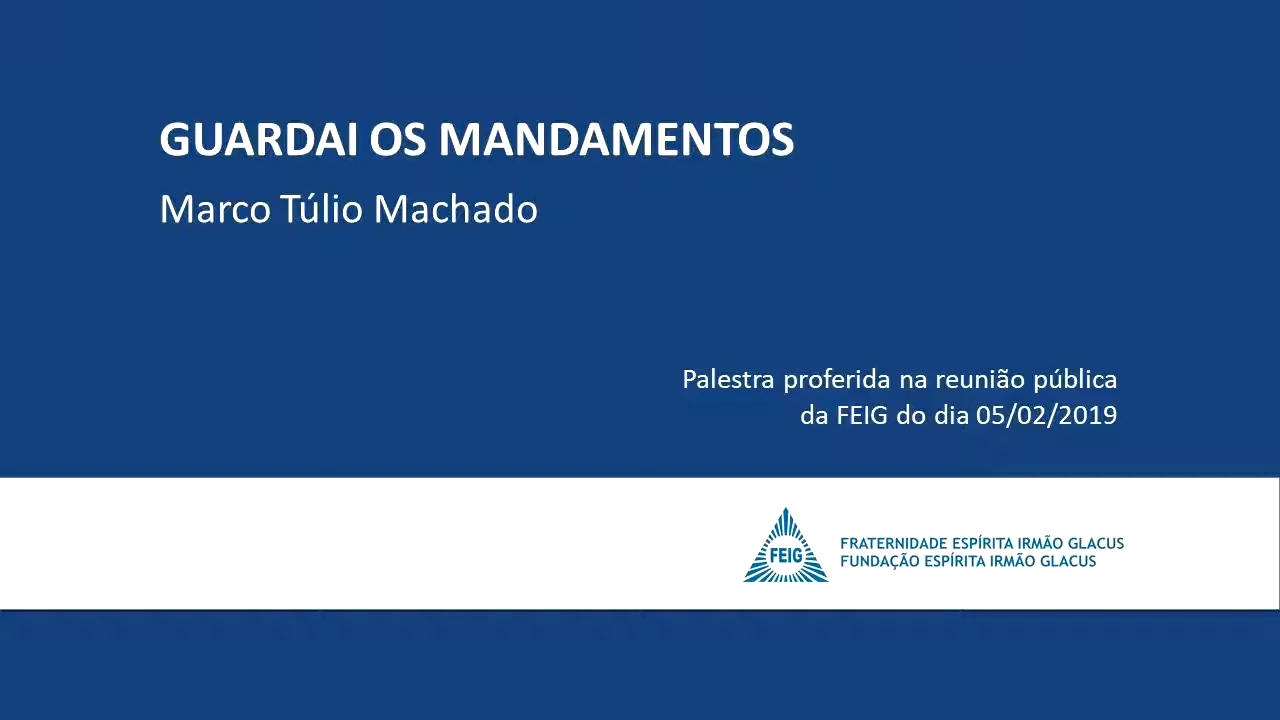 GUARDAI OS MANDAMENTOS
Marco Túlio Machado
Palestra proferida na reunião pública
da FEIG do dia 05/02/2019
FEIG
FRATERNIDADE ESPÍRITA IRMÃO GLACUS
FUNDAÇÃO ESPÍRITA IRMÃO GLACUS